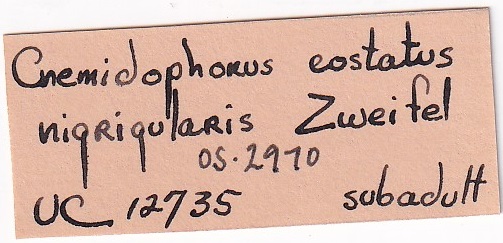 Cnemidophorus costatus
nigrigularis Zweifel
OS-2970
UC 12735 subadult